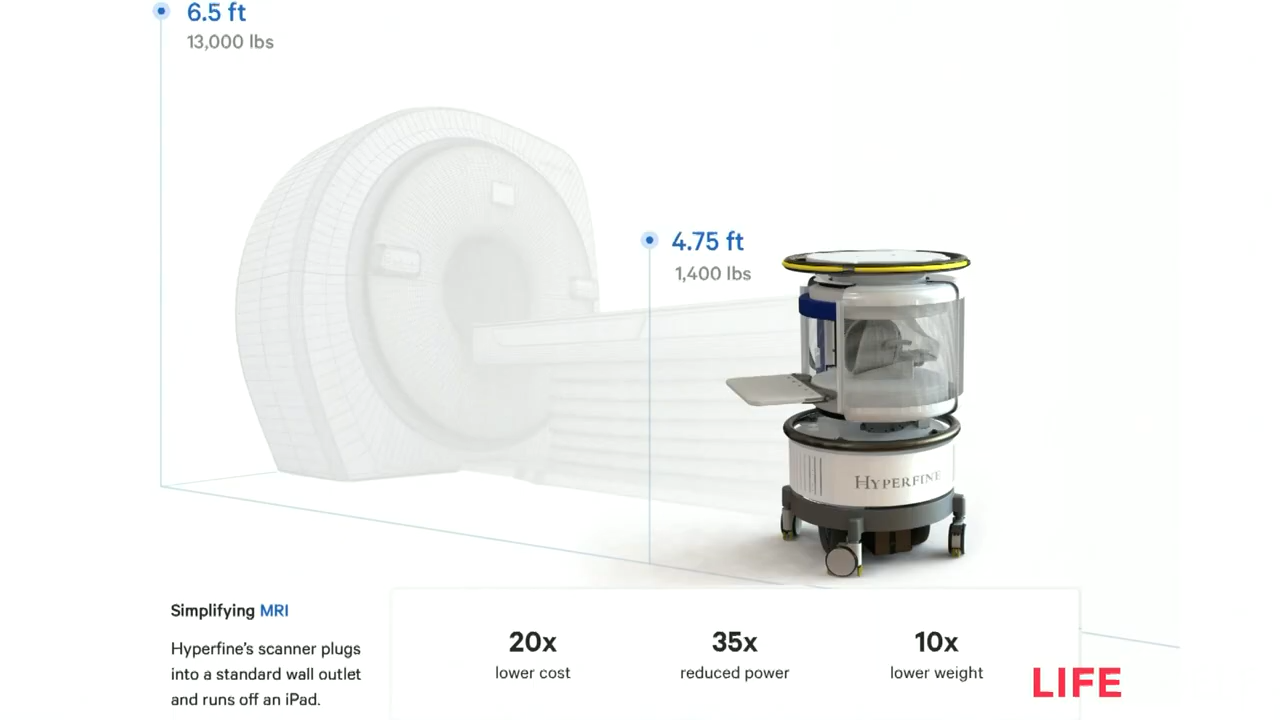 6.5 ft
13,000 lbs
4.75 ft
1,400 lbs
HYPERFINE
Simplifying MRI
Hyperfine's scanner plugs
into a standard wall outlet
and runs off an iPad.
20x
lower cost
35x
reduced power
10x
lower weight
LIFE